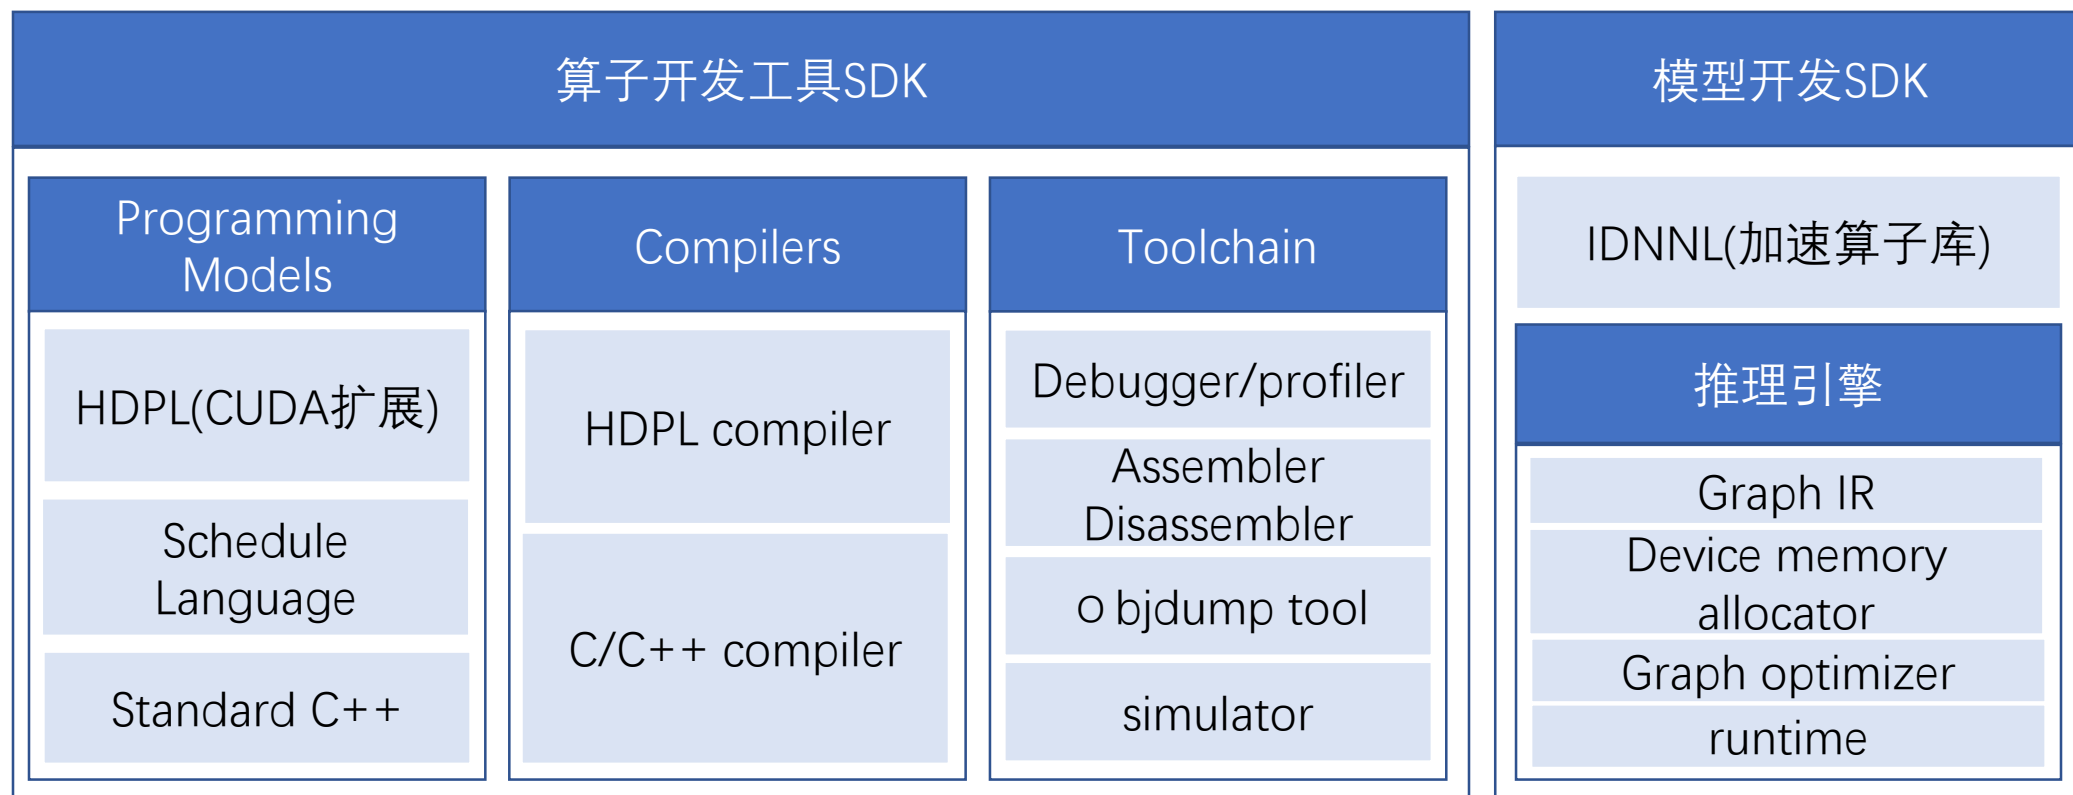 算子开发工具SDK
Programming
Models
HDPL(CUDA扩展)
Schedule
Language
Standard C++
Compilers
HDPL compiler
C/C++ compiler
Toolchain
Debugger/profiler
Assembler
Disassembler
o bjdump tool
simulator
模型开发SDK
IDNNL(加速算子库)
推理引擎
Graph IR
Device memory
allocator
Graph optimizer
runtime